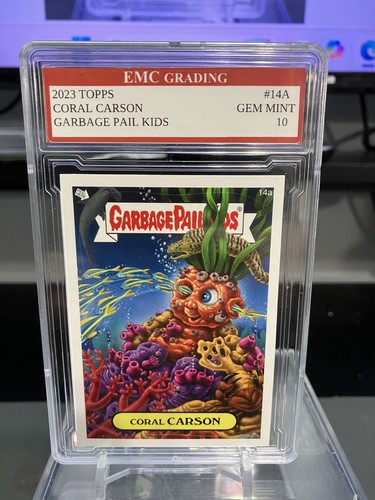 EMC GRADING
2023 TOPPS #14A
CORAL CARSON GEM MINT
GARBAGE PAIL KIDS 10
14a
GARBAGE PAIL KIDS
CORAL CARSON